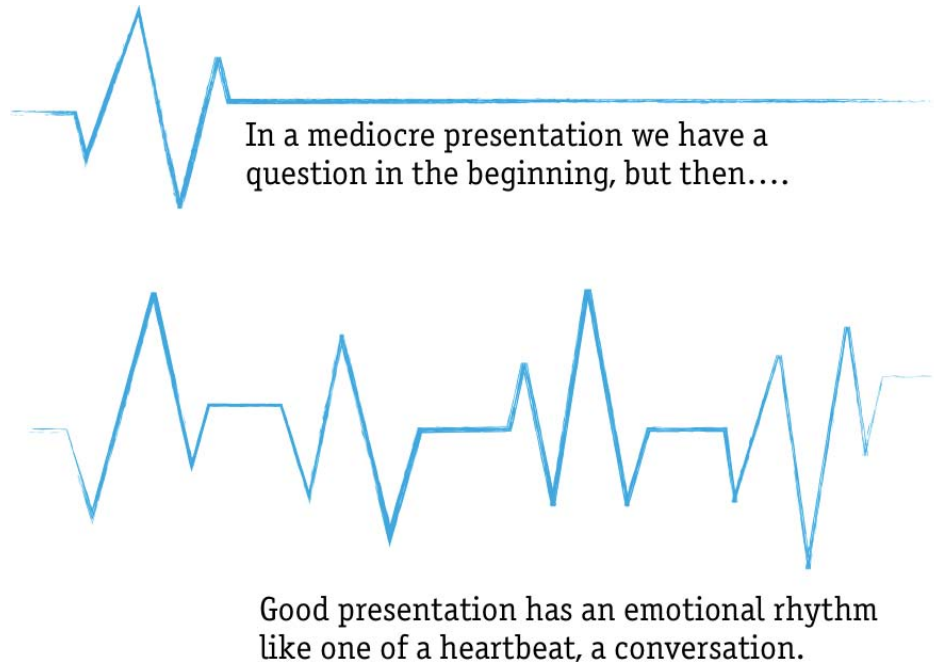 In a mediocre presentation we have a
question in the beginning, but then....
Good presentation has an emotional rhythm
like one of a heartbeat, a conversation.